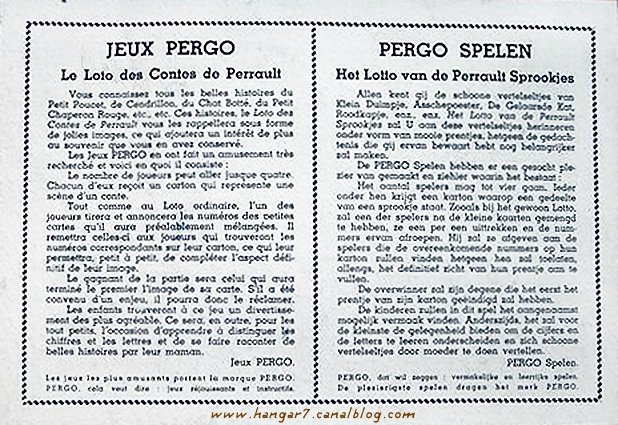 JEUX PERGO
Le Loto des Contes de Perrault
Vous connaissez tous les belles histoires du
Petit Poucet, de Cendrillon, du Chat Botté, du Petit
Chaperon Rouge, etc., etc. Ces histoires, le Loto des
Contes de Perrault vous les rappellera sous forme
de jolies images, ce qui ajoutera un intérêt de plus
au souvenir que vous en avez conservé.
Les Jeux PERGO en ont fait un amusement très
recherché et voici en quoi il consiste :
Le nombre de joueurs peut aller jusque quatre.
Chacun d'eux reçoit un carton qui représente une
scène d'un conte.
Tout comme au Loto ordinaire, l'un des
joueurs tirera et annoncera les numéros des petites
cartes qu'il aura préalablement mélangées. Il
remettra celles-ci aux joueurs qui trouveront les
numéros correspondants sur leur carton, ce qui leur
permettra, petit à petit, de compléter l'aspect défi-
nitif de leur image.
Le gagnant de la partie sera celui qui aura
terminé le premier l'image de sa carte. S'il a été
convenu d'un enjeu, il pourra donc le réclamer.
Les enfants trouveront à ce jeu un divertisse-
ment des plus agréable. Ce sera, en outre, pour les
tout petits, l'occasion d'apprendre à distinguer les
chiffres et les lettres et de se faire raconter de
belles histoires par leur maman.
Jeux PERGO.
Les jeux les plus amusants portent la marque PERGO.
PERGO, cela veut dire : jeux réjouissants et instructifs.
PERGO SPELEN
Het Lotto van de Perrault Sprookjes
Allen kent gij de schoone vertelseltjes van
Klein Duimpje, Asschepoester, De Gelaarsde Kat,
Roodkapje, enz., enz. Het Lotto van de Perrault
Sprookjes zal U aan deze vertelseltjes herinneren
onder vorm van mooie prentjes, hetgeen de gedach-
tenis die gij ervan bewaart hebt nog belangrijker
zal maken.
De PERGO Spelen hebben er een gesocht ple-
zier van gemaakt en ziehier waarin het bestaat :
Het aantal spelers mag tot vier gaan. Ieder
onder hen krijgt een karton waarop een gedeelte
van een sprookje staat. Zooals bij het gewoon Lotto,
zal een der spelers na de kleine kaarten gemengd
te hebben, ze een per een uittrekken en de num-
mers ervan afroepen. Hij zal ze afgeven aan de
spelers die de overeenkomende nummers op hun
karton zullen vinden hetgeen hen zal toelaten,
allengs, het definitief zicht van hun prentje aan te
vullen.
De overwinner zal zijn degene die het eerst het
prentje van zijn karton geëindigd zal hebben.
De kinderen zullen in dit spel het aangenaamst
mogelijk vermaak vinden. Anderzijds, het zal voor
de kleinste de gelegenheid bieden om de cijfers en
de letters te leeren onderscheiden en zich schoone
vertelseltjes door moeder te doen vertellen.
PERGO Spelen.
PERGO, dat wil zeggen : vermakelijke en leerrijke spelen.
De plezierigste spelen dragen het merk PERGO.
www.hangar7.canalblog.com